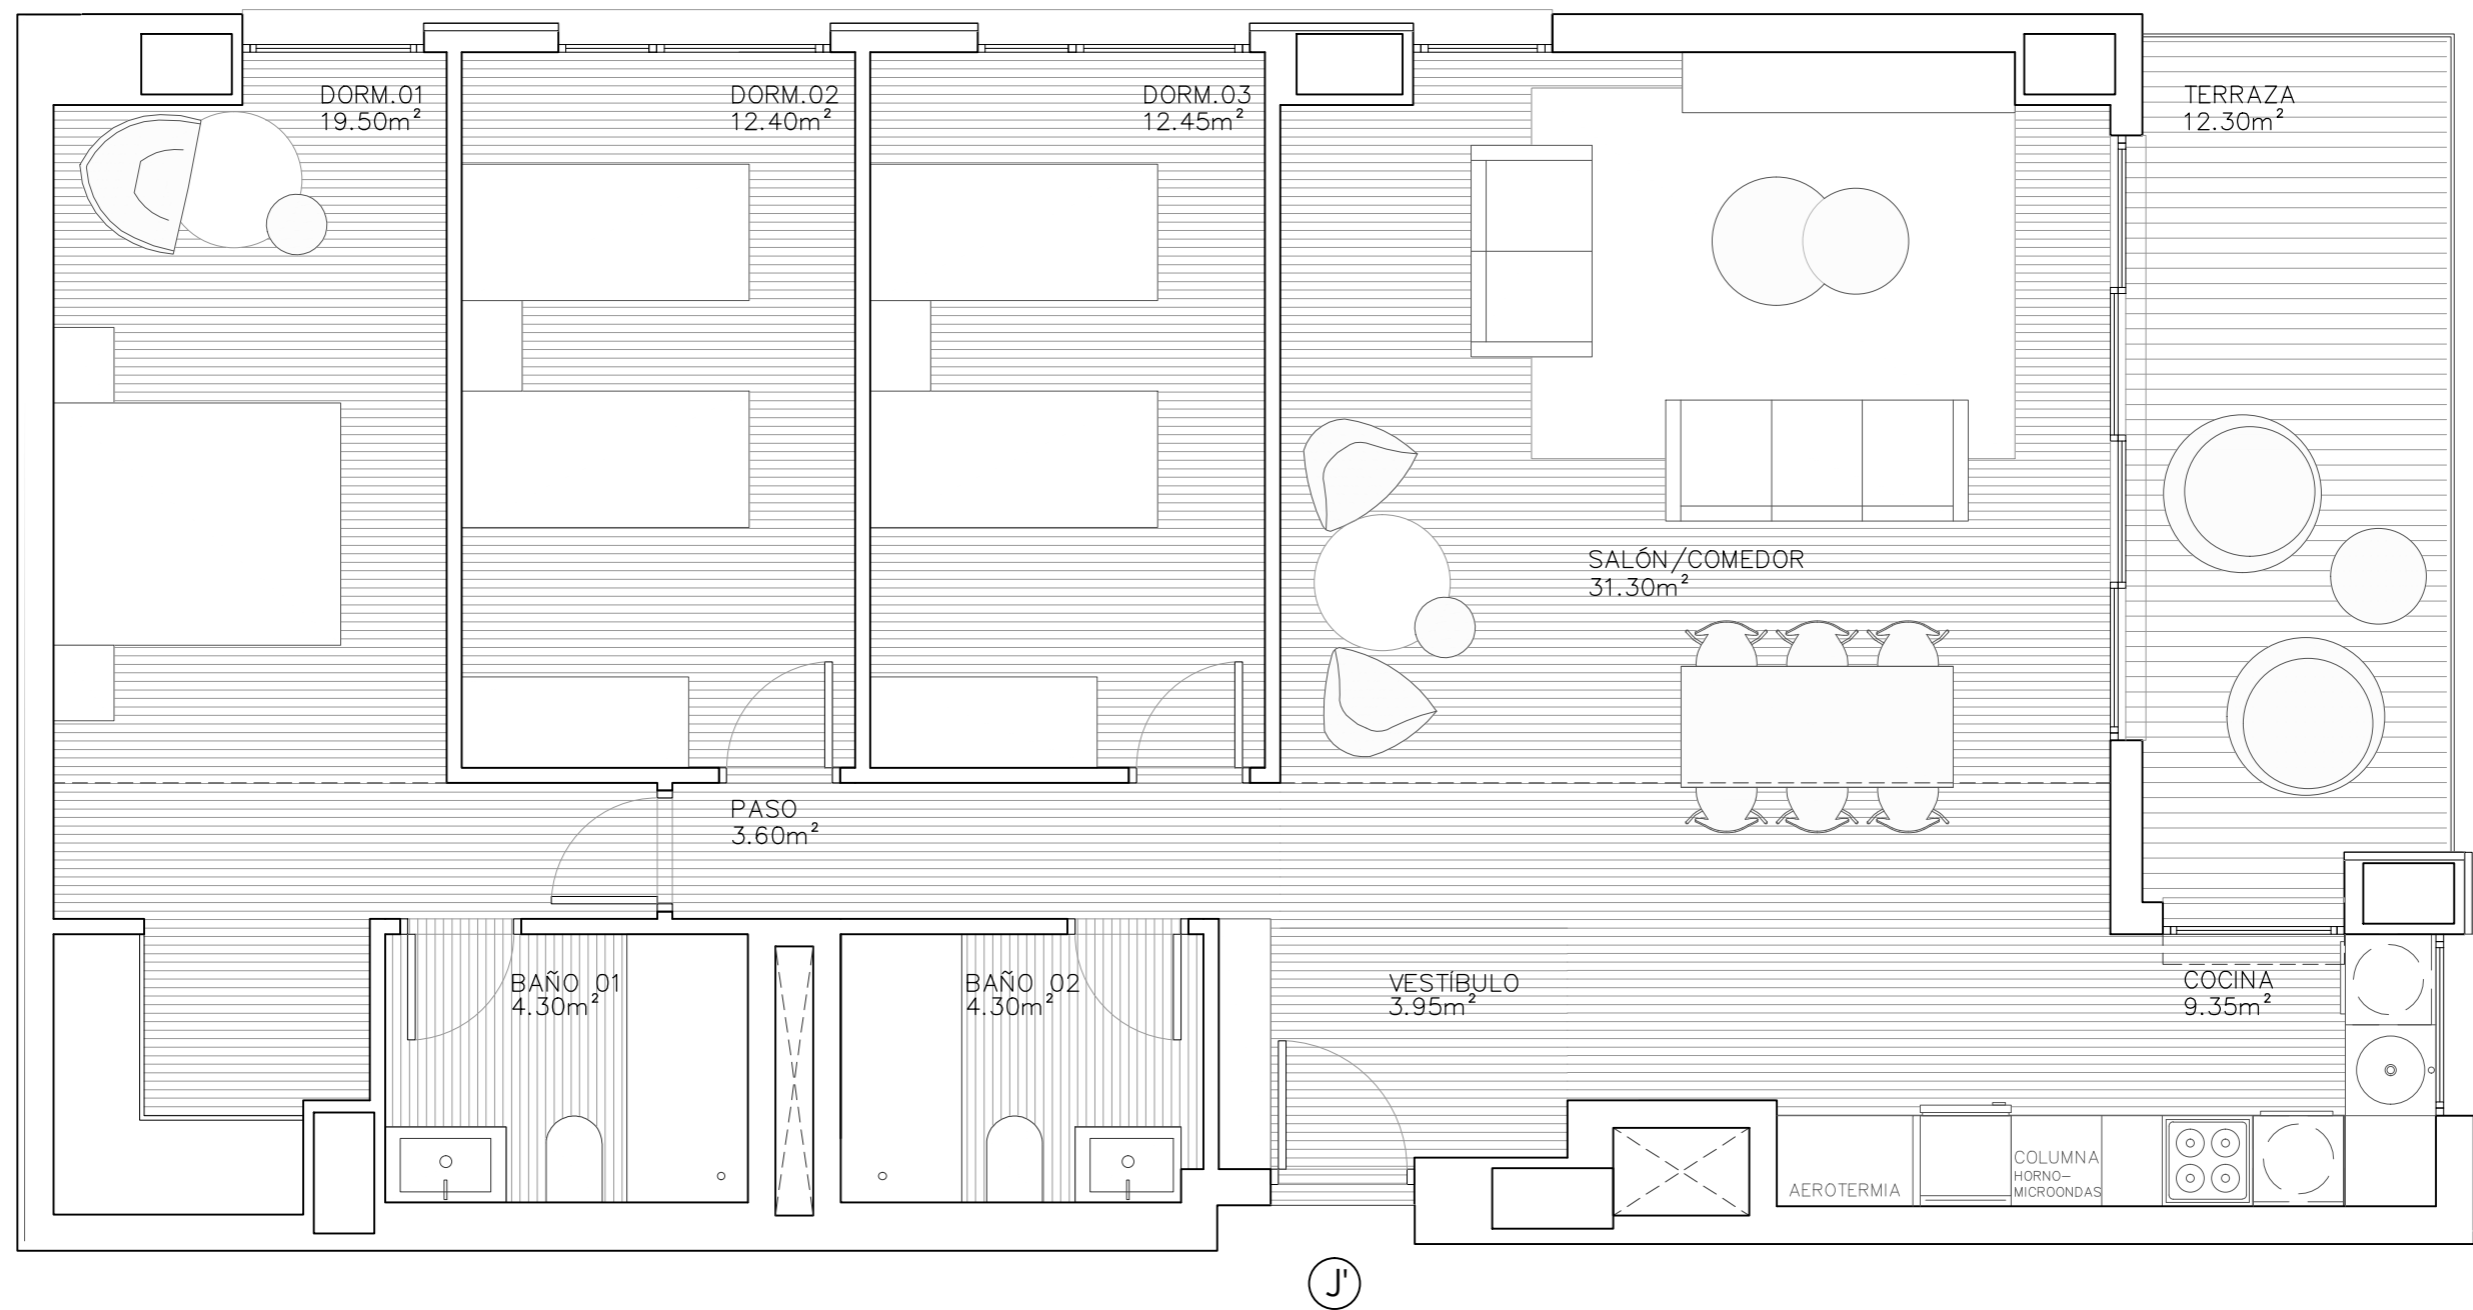 DORM.01
19.50m²
DORM.02
12.40m²
DORM.03
12.45m²
TERRAZA
12.30m²
SALÓN/COMEDOR
31.30m²
PASO
3.60m²
BAÑO 01
4.30m²
BAÑO 02
4.30m²
VESTÍBULO
3.95m²
COCINA
9.35m²
AEROTERMIA
COLUMNA
HORNO-
MICROONDAS
J'